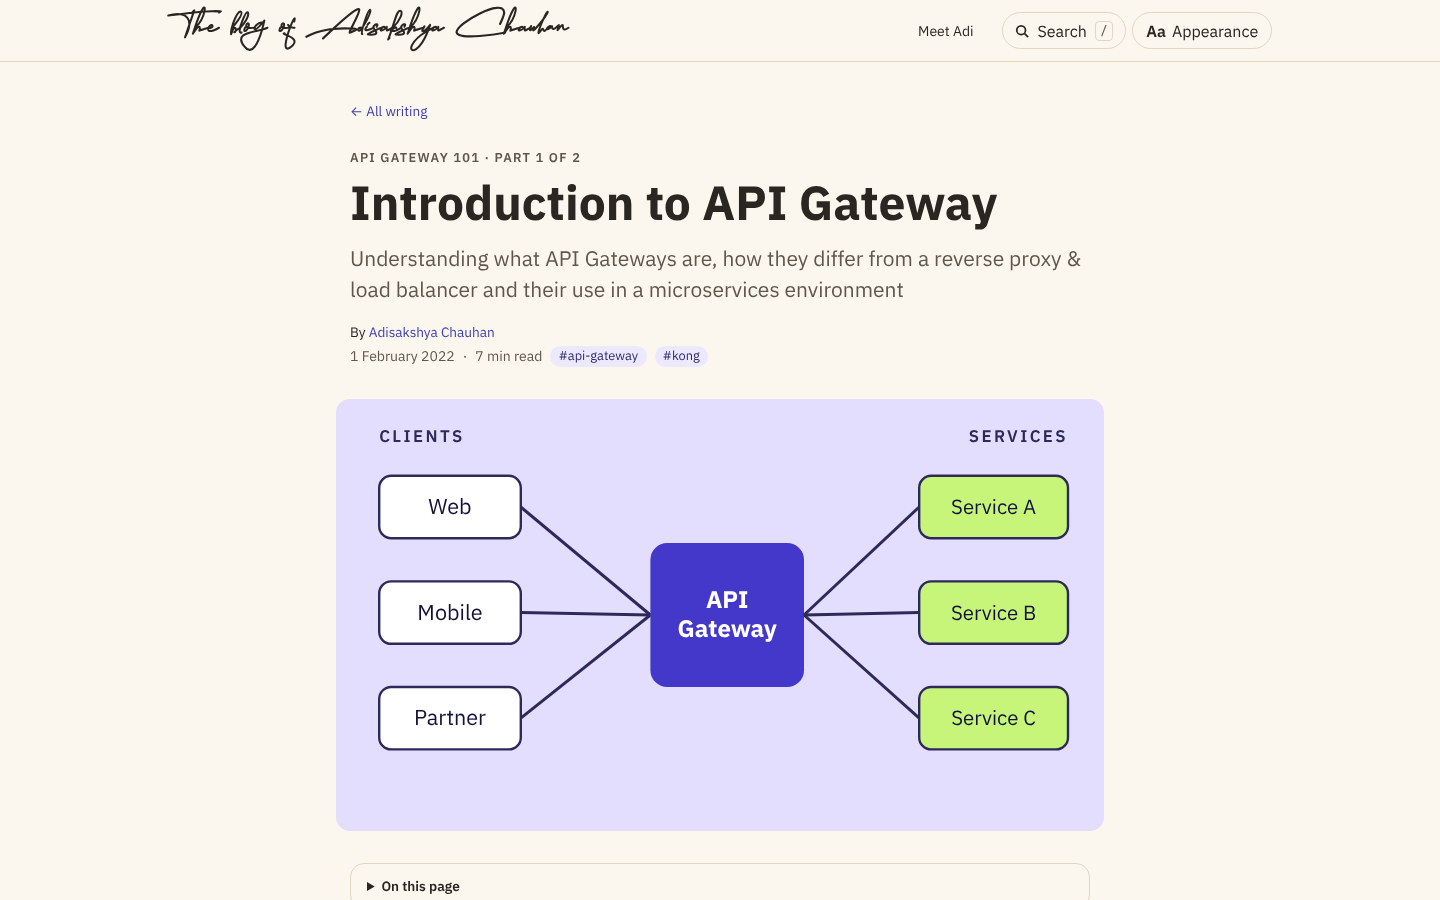 The blog of Adisakshya Chauhan
Meet Adi
Search /
Aa Appearance
← All writing
API GATEWAY 101 · PART 1 OF 2
Introduction to API Gateway
Understanding what API Gateways are, how they differ from a reverse proxy &
load balancer and their use in a microservices environment
By Adisakshya Chauhan
1 February 2022 · 7 min read #api-gateway #kong
CLIENTS
SERVICES
Web
Service A
API
Gateway
Mobile
Service B
Partner
Service C
On this page